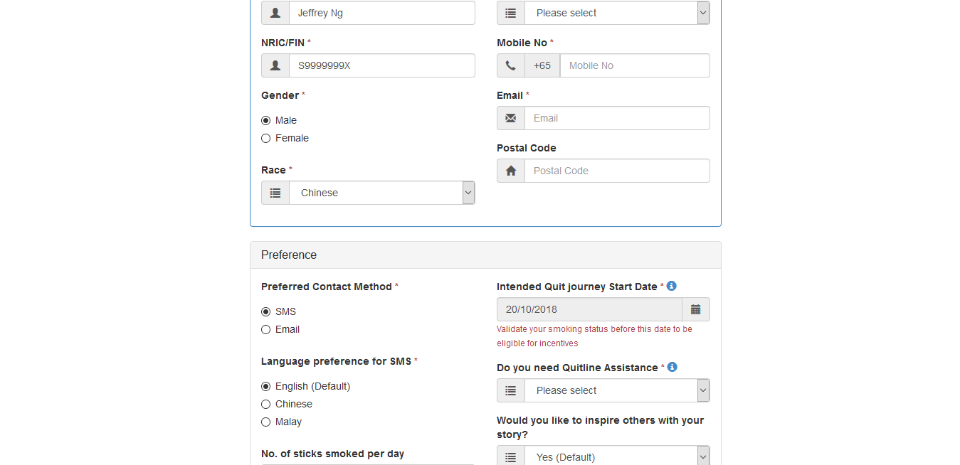 Jeffrey Ng
Please select
NRIC/FIN *
S9999999X
Mobile No *
+65 Mobile No
Gender *
Male
Female
Email *
Email
Postal Code
Postal Code
Race *
Chinese
Preference
Preferred Contact Method *
SMS
Email
Intended Quit journey Start Date *
20/10/2018
Validate your smoking status before this date to be
eligible for incentives
Language preference for SMS *
English (Default)
Chinese
Malay
Do you need Quitline Assistance *
Please select
Would you like to inspire others with your
story?
Yes (Default)
No. of sticks smoked per day